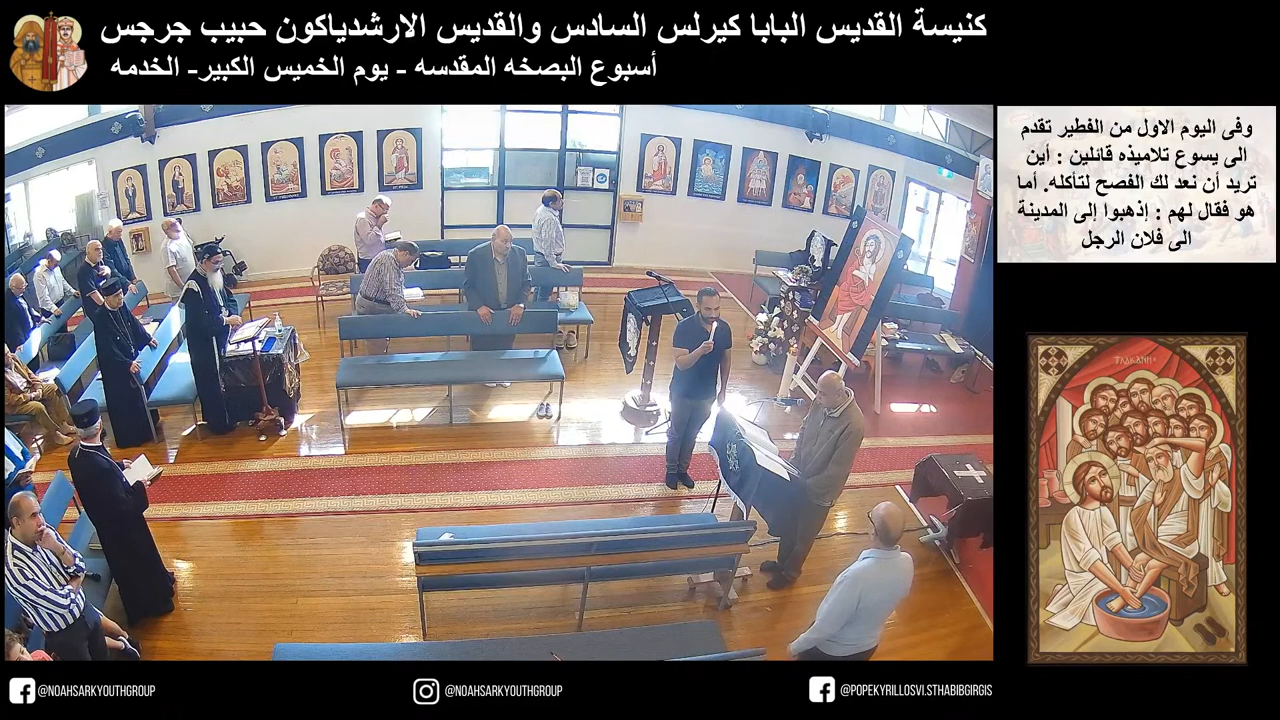 كنيسة القديس البابا كيرلس السادس والقديس الارشدياكون حبيب جرجس
أسبوع البصخه المقدسه - يوم الخميس الكبير- الخدمه
وفى اليوم الاول من الفطير تقدم
الى يسوع تلاميذه قائلين : أين
تريد أن نعد لك الفصح لتأكله. أما
هو فقال لهم : إذهبوا إلى المدينة
الى فلان الرجل
@NOAHSARKYOUTHGROUP
@NOAHSARKYOUTHGROUP
@POPEKYRILLOSVI.STHABIBGIRGIS